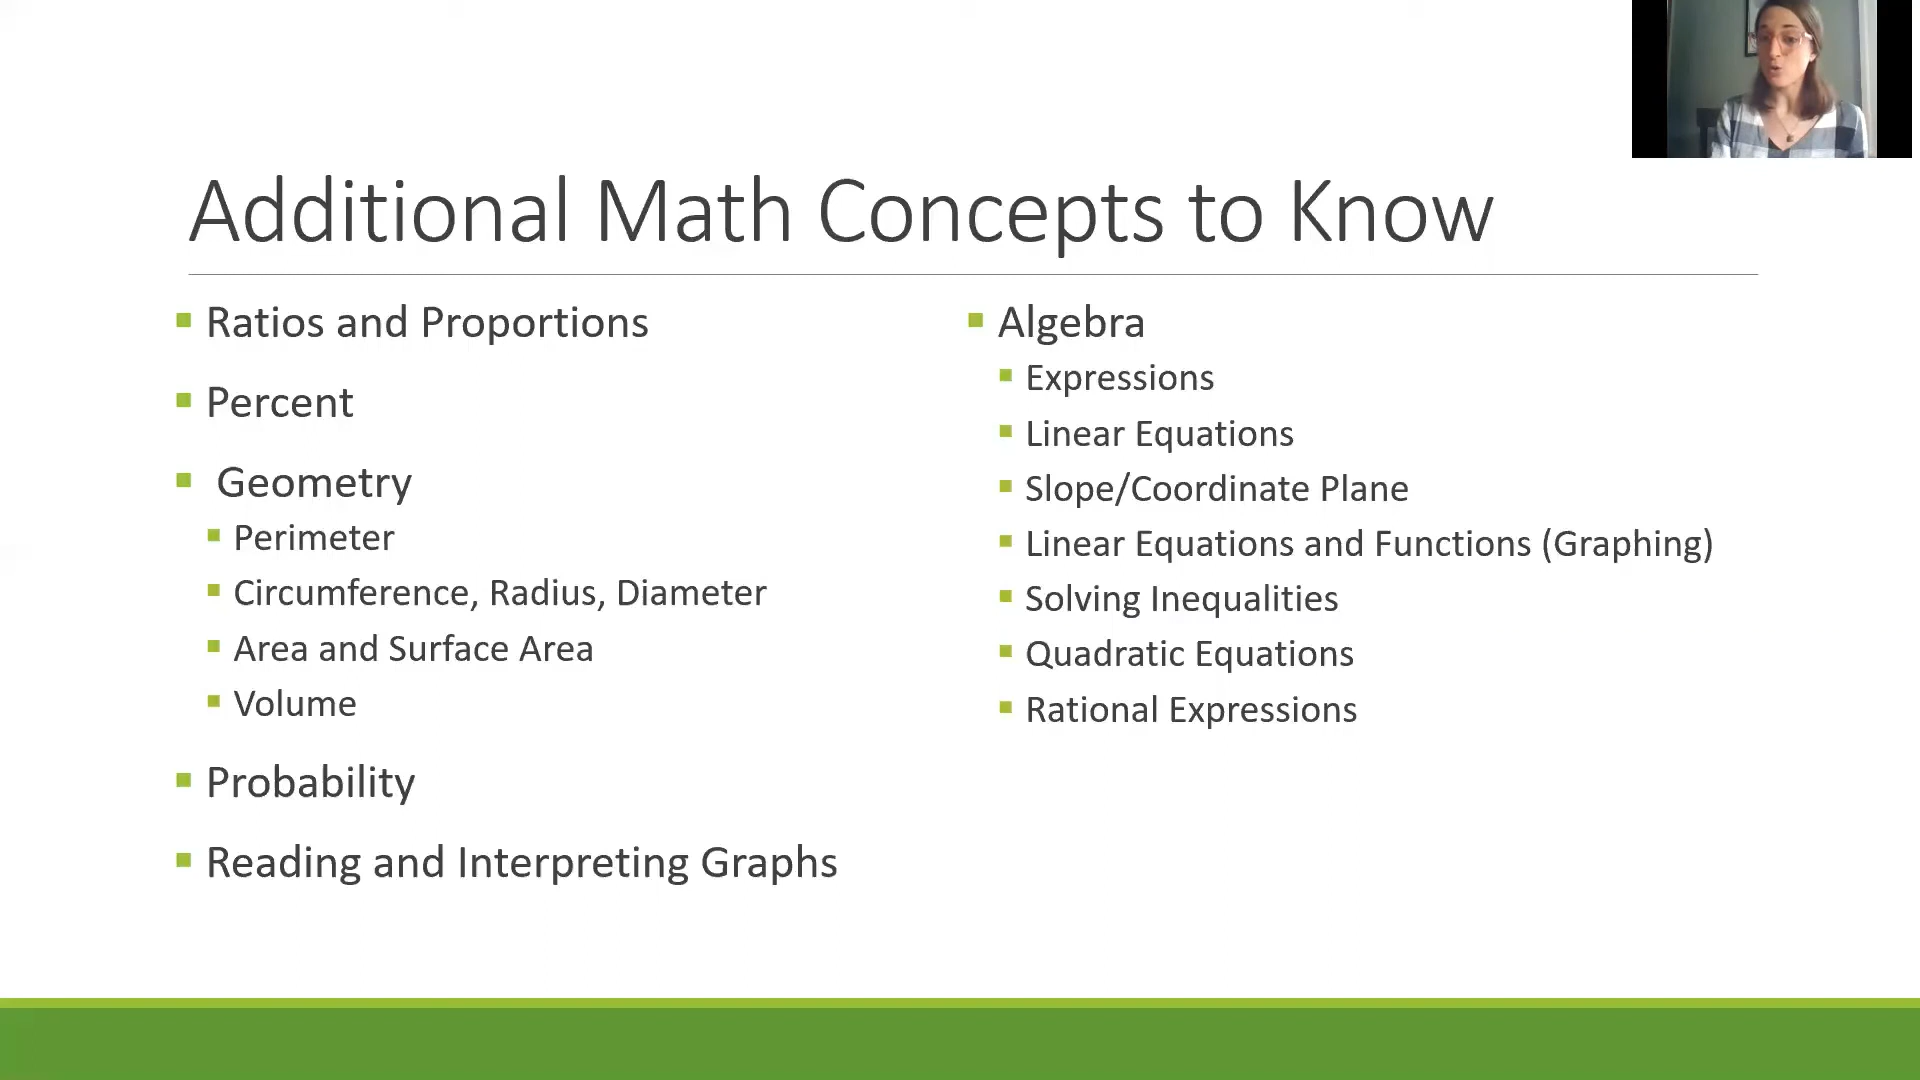 Additional Math Concepts to Know
Ratios and Proportions
Percent
Geometry
Perimeter
Circumference, Radius, Diameter
Area and Surface Area
Volume
Probability
Reading and Interpreting Graphs
Algebra
Expressions
Linear Equations
Slope/Coordinate Plane
Linear Equations and Functions (Graphing)
Solving Inequalities
Quadratic Equations
Rational Expressions